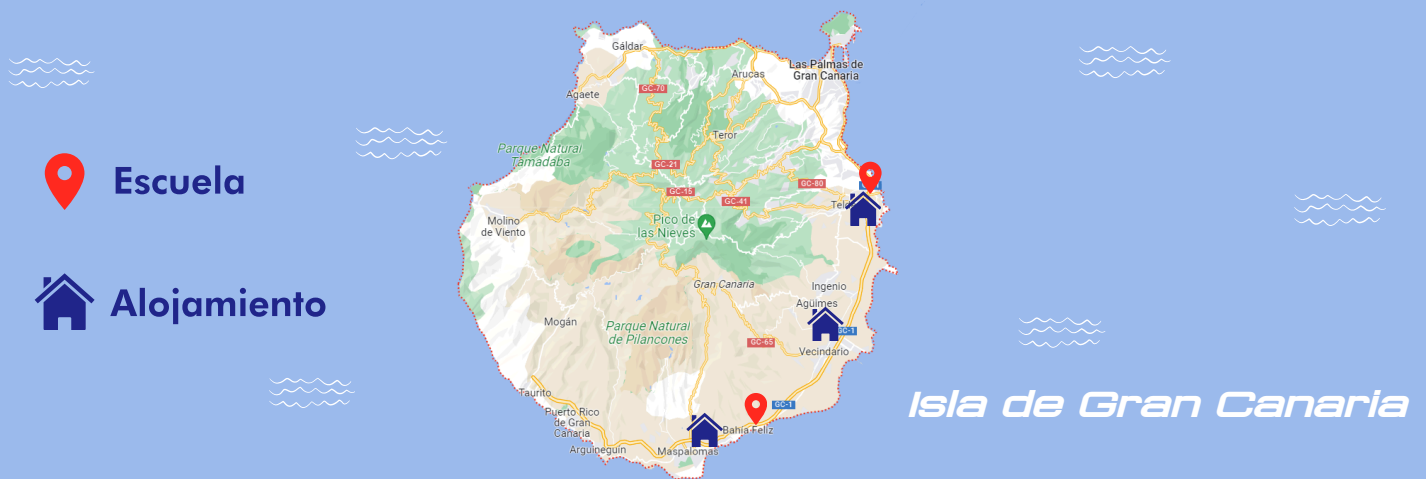 Escuela
Alojamiento
Gáldar
Las Palmas de
Gran Canaria
Arucas
GC-70
Agaete
Teror
Parque Natural
Tamadaba
GC-21
GC-80
GC-15
GC-41
Molino
de Viento
Pico de
las Nieves
Gran Canaria
Ingenio
Agüimes
Mogán
Parque Natural
de Pilancones
GC-1
GC-65
Vecindario
Taurito
GC-1
Puerto Rico
de Gran
Canaria
Bahía Feliz
Arguineguín
Maspalomas
Isla de Gran Canaria